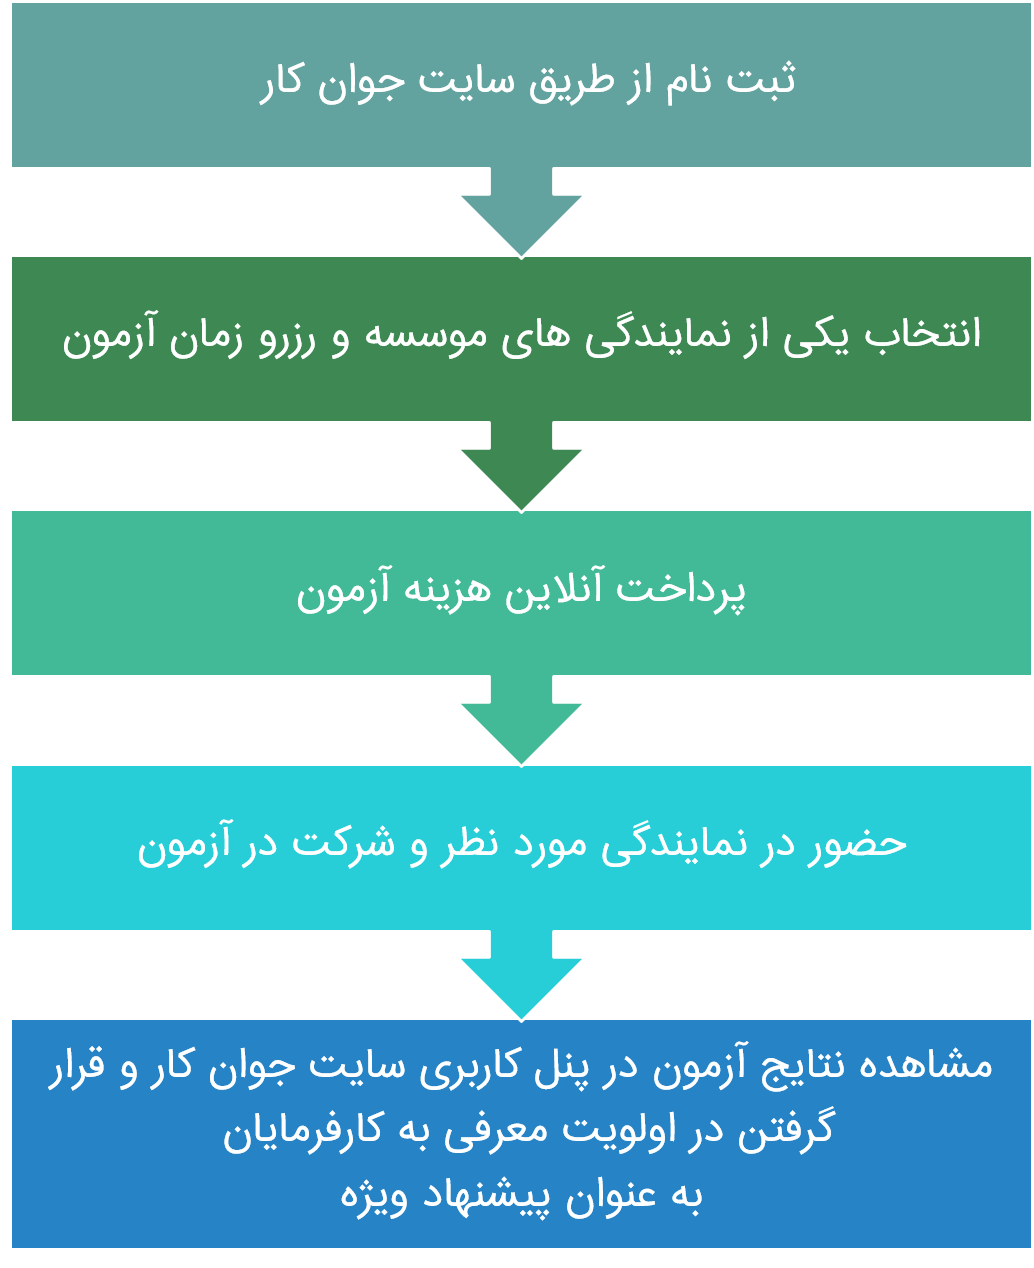 ثبت نام از طریق سایت جوان کار
انتخاب یکی از نمایندگی های موسسه و رزرو زمان آزمون
پرداخت آنلاین هزینه آزمون
حضور در نمایندگی مورد نظر و شرکت در آزمون
مشاهده نتایج آزمون در پنل کاربری سایت جوان کار و قرار
گرفتن در اولویت معرفی به کارفرمایان
به عنوان پیشنهاد ویژه